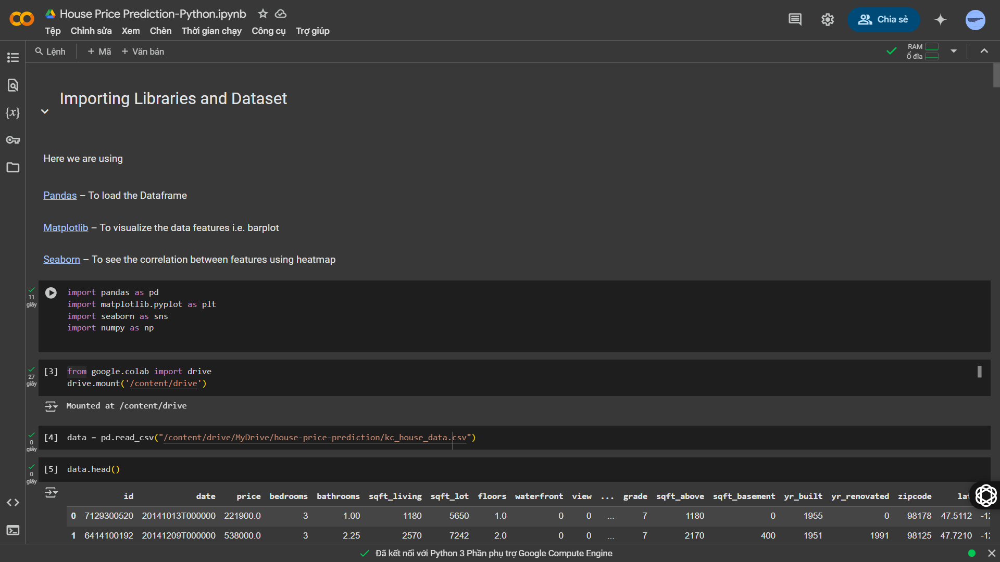 House Price Prediction-Python.ipynb
Tệp Chỉnh sửa Xem Chèn Thời gian chạy Công cụ Trợ giúp
Chia sẻ
Lệnh + Mã + Văn bản
RAM
Ổ đĩa
Importing Libraries and Dataset
Here we are using
Pandas – To load the Dataframe
Matplotlib – To visualize the data features i.e. barplot
Seaborn – To see the correlation between features using heatmap
11
giây
import pandas as pd
import matplotlib.pyplot as plt
import seaborn as sns
import numpy as np
27
giây
[3] from google.colab import drive
drive.mount('/content/drive')
Mounted at /content/drive
0
giây
[4] data = pd.read_csv("/content/drive/MyDrive/house-price-prediction/kc_house_data.csv")
0
giây
[5] data.head()
id date price bedrooms bathrooms sqft_living sqft_lot floors waterfront view ... grade sqft_above sqft_basement yr_built yr_renovated zipcode lat
0 7129300520 20141013T000000 221900.0 3 1.00 1180 5650 1.0 0 0 ... 7 1180 0 1955 0 98178 47.5112 -12
1 6414100192 20141209T000000 538000.0 3 2.25 2570 7242 2.0 0 0 ... 7 2170 400 1951 1991 98125 47.7210 -12
Đã kết nối với Python 3 Phần phụ trợ Google Compute Engine